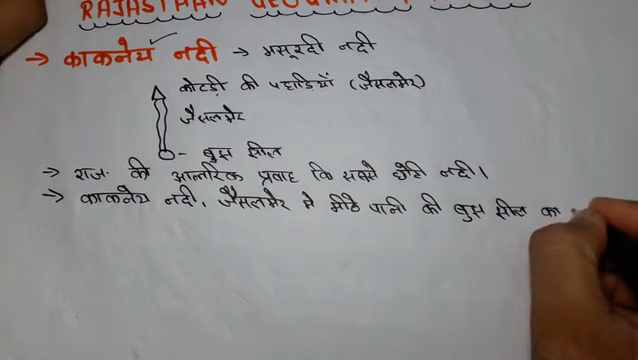 RAJASTHAN
→ काकनेय नदी → मसूरदी नदी
कोटड़ी की पहाड़ियाँ (जैसलमेर)
जैसलमेर
बुझ झील
→ राज. की आन्तरिक प्रवाह कि सबसे छोटी नदी।
→ काकनेय नदी, जैसलमेर मे मीठे पानी की बुझ झील का